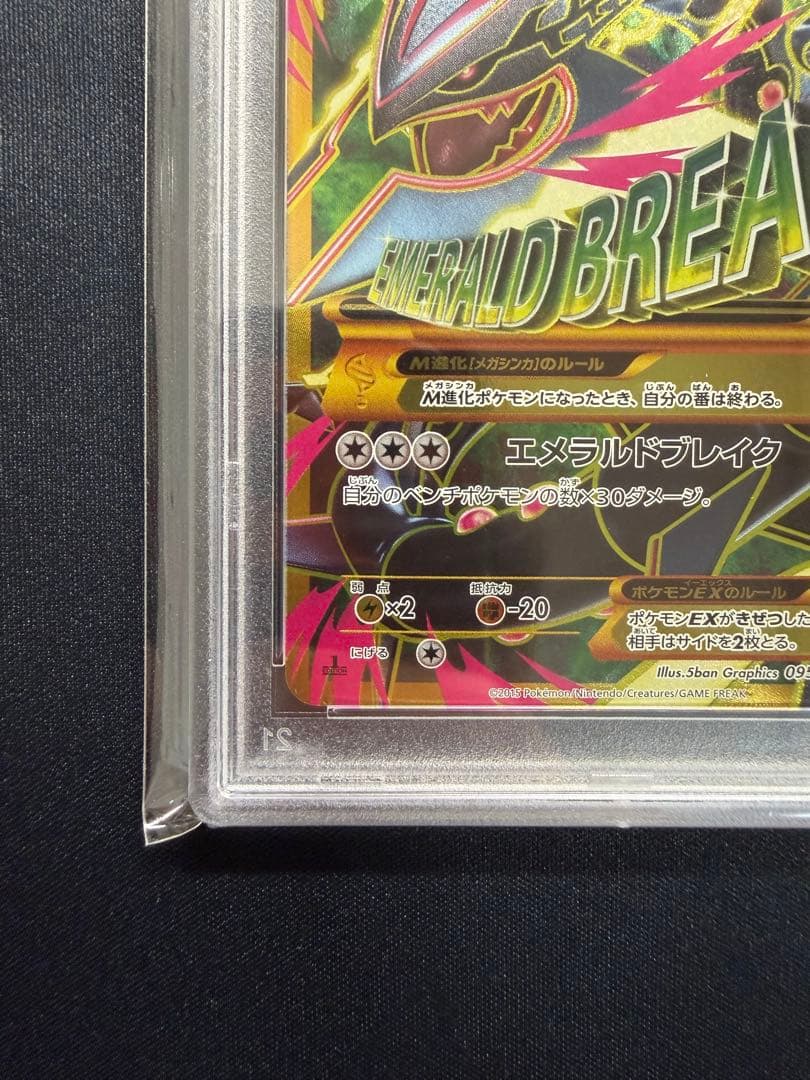 EMERALD BREA
M進化[メガシンカ]のルール
M進化ポケモンになったとき、自分の番は終わる。
エメラルドブレイク
自分のベンチポケモンの数×30ダメージ。
弱点 抵抗力
×2 -20
ポケモンEXのルール
ポケモンEXがきぜつした
相手はサイドを2枚とる。
にげる
1 EDITION
Illus.5ban Graphics 095
©2015 Pokémon/Nintendo/Creatures/GAME FREAK
21